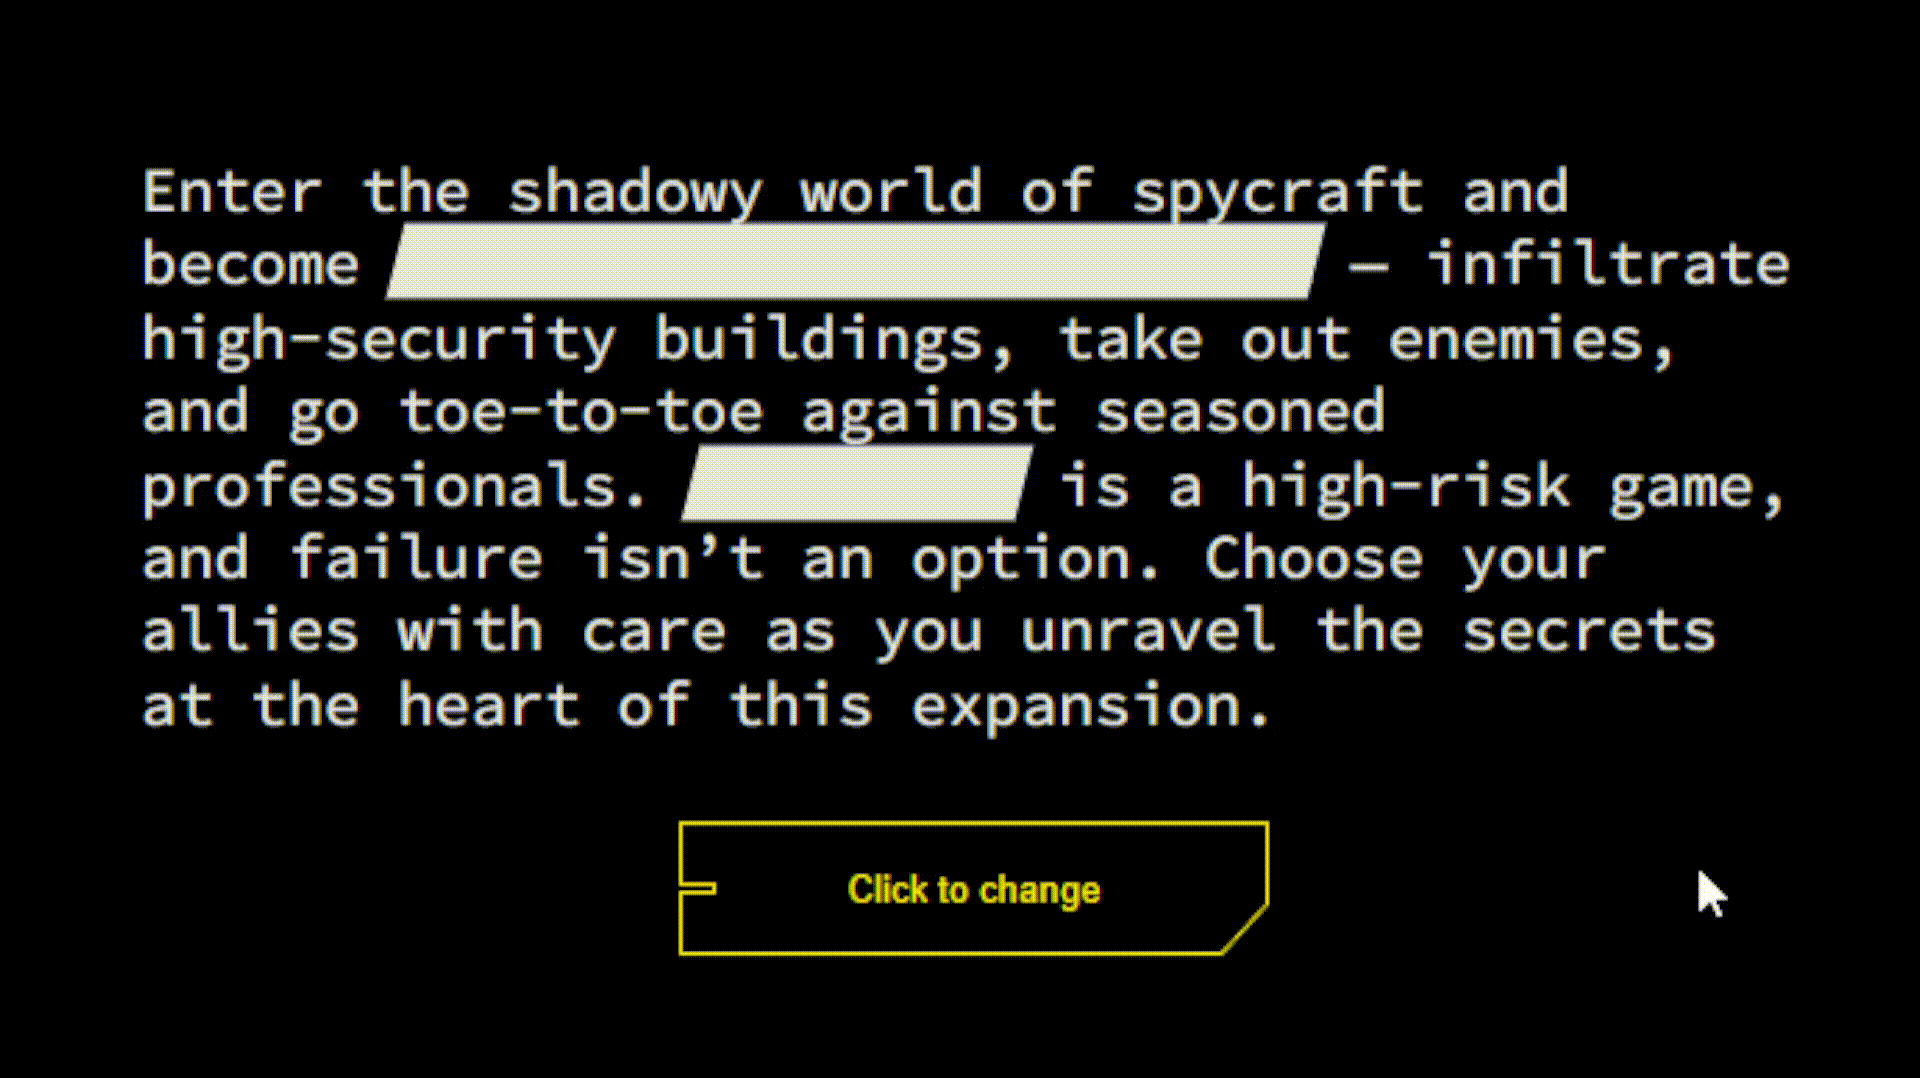 Enter the shadowy world of spycraft and
become — infiltrate
high-security buildings, take out enemies,
and go toe-to-toe against seasoned
professionals. is a high-risk game,
and failure isn’t an option. Choose your
allies with care as you unravel the secrets
at the heart of this expansion.
Click to change